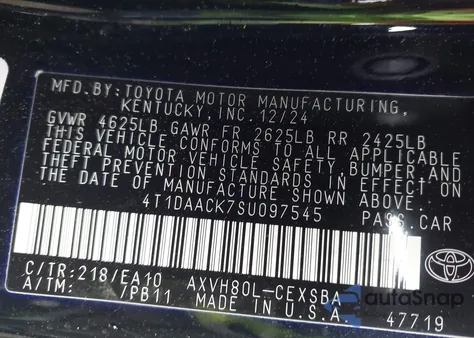 MFD.BY:TOYOTA MOTOR MANUFACTURING,
KENTUCKY,INC.12/24
GVWR 4625LB GAWR FR 2625LB RR 2425LB
THIS VEHICLE CONFORMS TO ALL APPLICABLE
FEDERAL MOTOR VEHICLE SAFETY,BUMPER,AND
THEFT PREVENTION STANDARDS IN EFFECT ON
THE DATE OF MANUFACTURE SHOWN ABOVE.
4T1DAACK7SU097545 PASS.CAR
C/TR:218/EA10 AXVH80L-CEXSBA
A/TM: /PB11 MADE IN U.S.A.
TOYOTA
autoSnap
47719